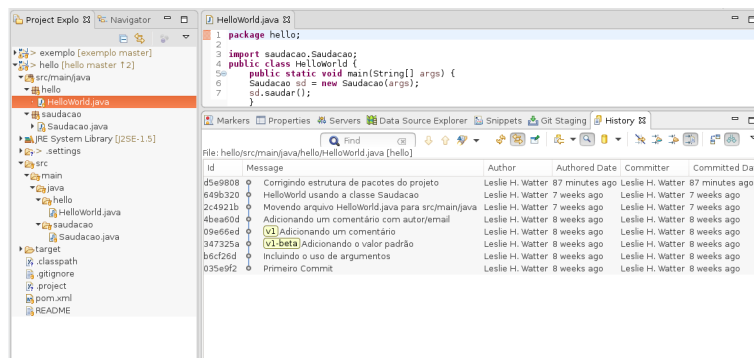 Project Explo
Navigator
> exemplo [exemplo master]
> hello [hello master ↑2]
src/main/java
hello
HelloWorld.java
saudacao
Saudacao.java
JRE System Library [J2SE-1.5]
> .settings
src
main
java
hello
HelloWorld.java
saudacao
Saudacao.java
target
.classpath
.gitignore
.project
pom.xml
README
HelloWorld.java
1 package hello;
2
3 import saudacao.Saudacao;
4 public class HelloWorld {
5 public static void main(String[] args) {
6 Saudacao sd = new Saudacao(args);
7 sd.saudar();
}
Markers Properties Servers Data Source Explorer Snippets Git Staging History
Find
File: hello/src/main/java/hello/HelloWorld.java [hello]
Id Message Author Authored Date Committer Committed Da
d5e9808 Corrigindo estrutura de pacotes do projeto Leslie H. Watter 87 minutes ago Leslie H. Watter 87 minutes ago
649b320 HelloWorld usando a classe Saudacao Leslie H. Watter 7 weeks ago Leslie H. Watter 7 weeks ago
2c4921b Movendo arquivo HelloWorld.java para src/main/java Leslie H. Watter 7 weeks ago Leslie H. Watter 7 weeks ago
4bea60d Adicionando um comentário com autor/email Leslie H. Watter 8 weeks ago Leslie H. Watter 8 weeks ago
09e66ed v1 Adicionando um comentário Leslie H. Watter 8 weeks ago Leslie H. Watter 8 weeks ago
347325a v1-beta Adicionando o valor padrão Leslie H. Watter 8 weeks ago Leslie H. Watter 8 weeks ago
b6cf26d Incluindo o uso de argumentos Leslie H. Watter 8 weeks ago Leslie H. Watter 8 weeks ago
035e9f2 Primeiro Commit Leslie H. Watter 8 weeks ago Leslie H. Watter 8 weeks ago